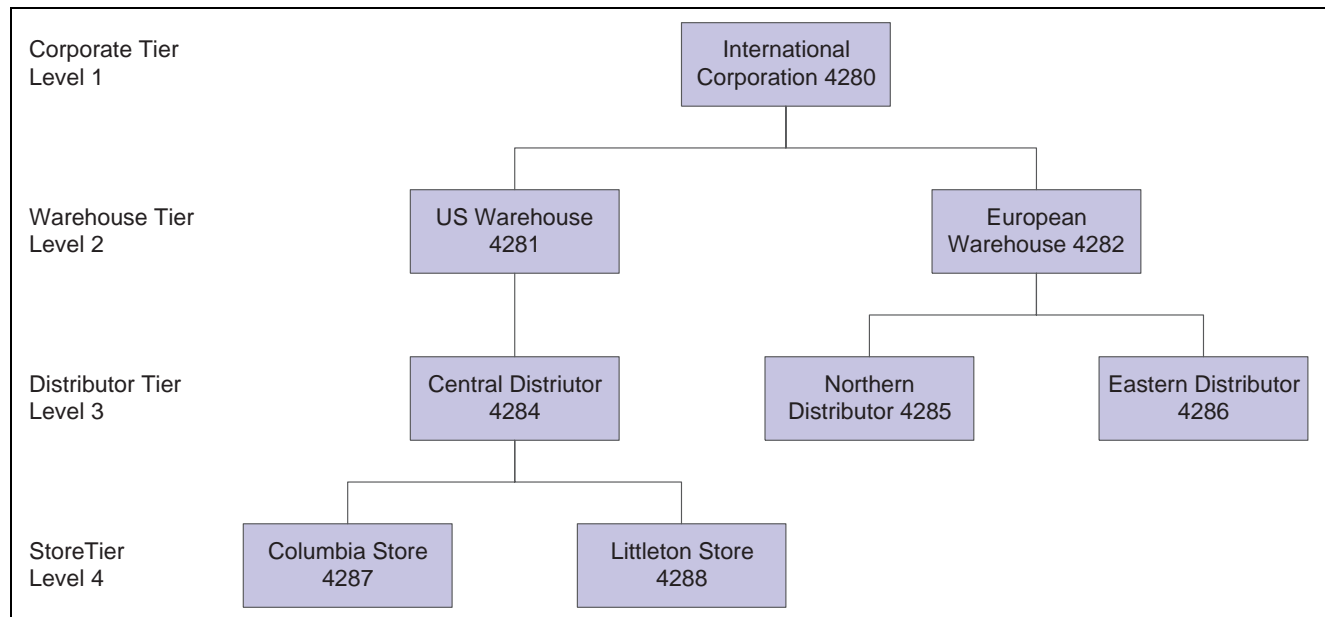 Corporate Tier
Level 1
International
Corporation 4280
Warehouse Tier
Level 2
US Warehouse
4281
European
Warehouse 4282
Distributor Tier
Level 3
Central Distriutor
4284
Northern
Distributor 4285
Eastern Distributor
4286
StoreTier
Level 4
Columbia Store
4287
Littleton Store
4288